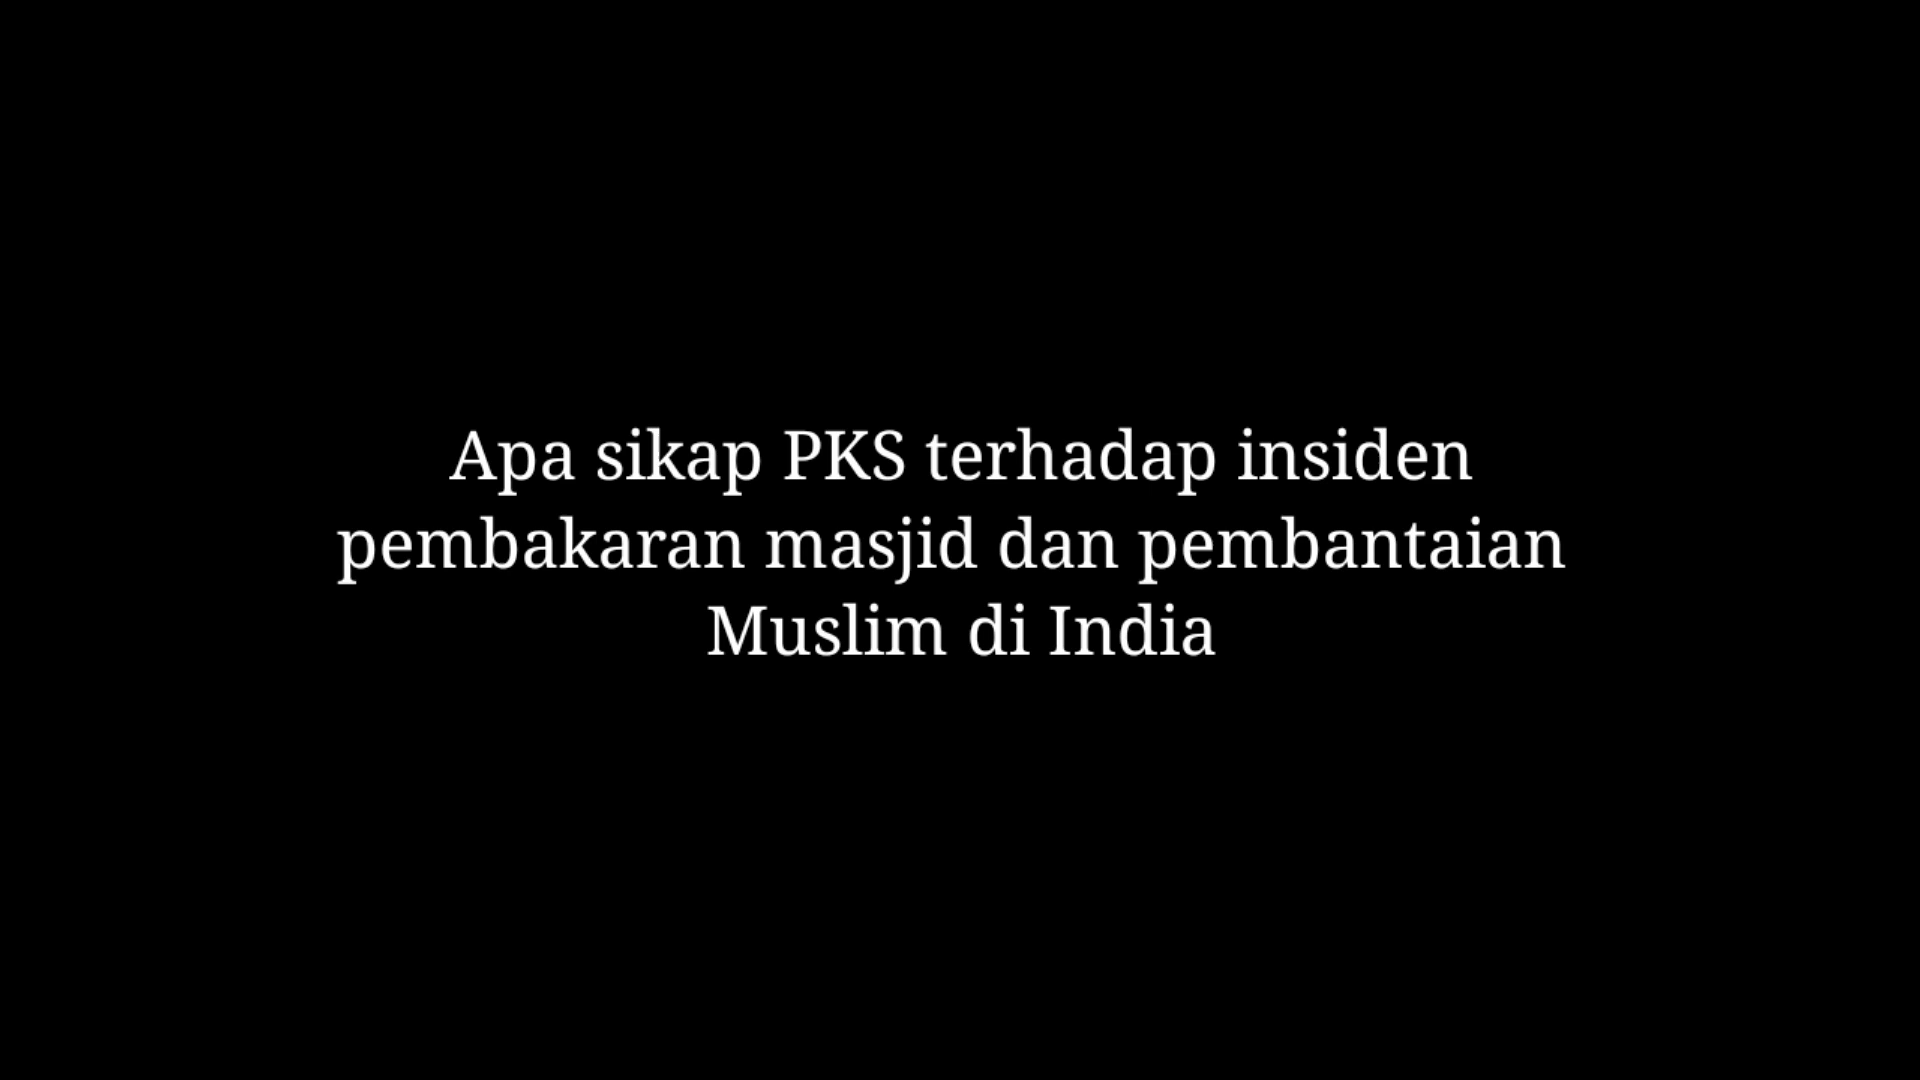 Apa sikap PKS terhadap insiden
pembakaran masjid dan pembantaian
Muslim di India